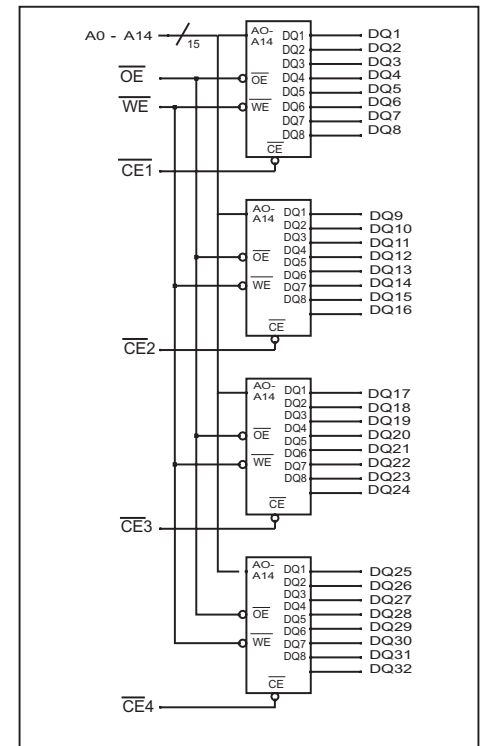 A0 - A14
15
OE
WE
CE1
AO-
A14
OE
WE
CE
DQ1
DQ2
DQ3
DQ4
DQ5
DQ6
DQ7
DQ8
DQ1
DQ2
DQ3
DQ4
DQ5
DQ6
DQ7
DQ8
CE2
AO-
A14
OE
WE
CE
DQ1
DQ2
DQ3
DQ4
DQ5
DQ6
DQ7
DQ8
DQ9
DQ10
DQ11
DQ12
DQ13
DQ14
DQ15
DQ16
CE3
AO-
A14
OE
WE
CE
DQ1
DQ2
DQ3
DQ4
DQ5
DQ6
DQ7
DQ8
DQ17
DQ18
DQ19
DQ20
DQ21
DQ22
DQ23
DQ24
CE4
AO-
A14
OE
WE
CE
DQ1
DQ2
DQ3
DQ4
DQ5
DQ6
DQ7
DQ8
DQ25
DQ26
DQ27
DQ28
DQ29
DQ30
DQ31
DQ32